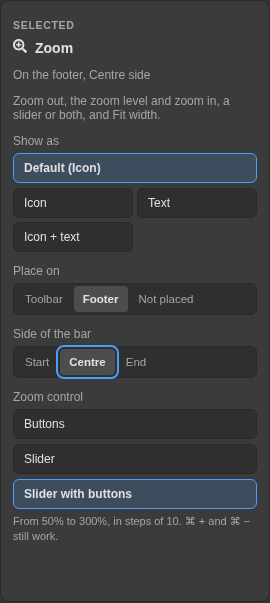 SELECTED
Zoom
On the footer, Centre side
Zoom out, the zoom level and zoom in, a
slider or both, and Fit width.
Show as
Default (Icon)
Icon Text
Icon + text
Place on
Toolbar Footer Not placed
Side of the bar
Start Centre End
Zoom control
Buttons
Slider
Slider with buttons
From 50% to 300%, in steps of 10. ⌘ + and ⌘ −
still work.